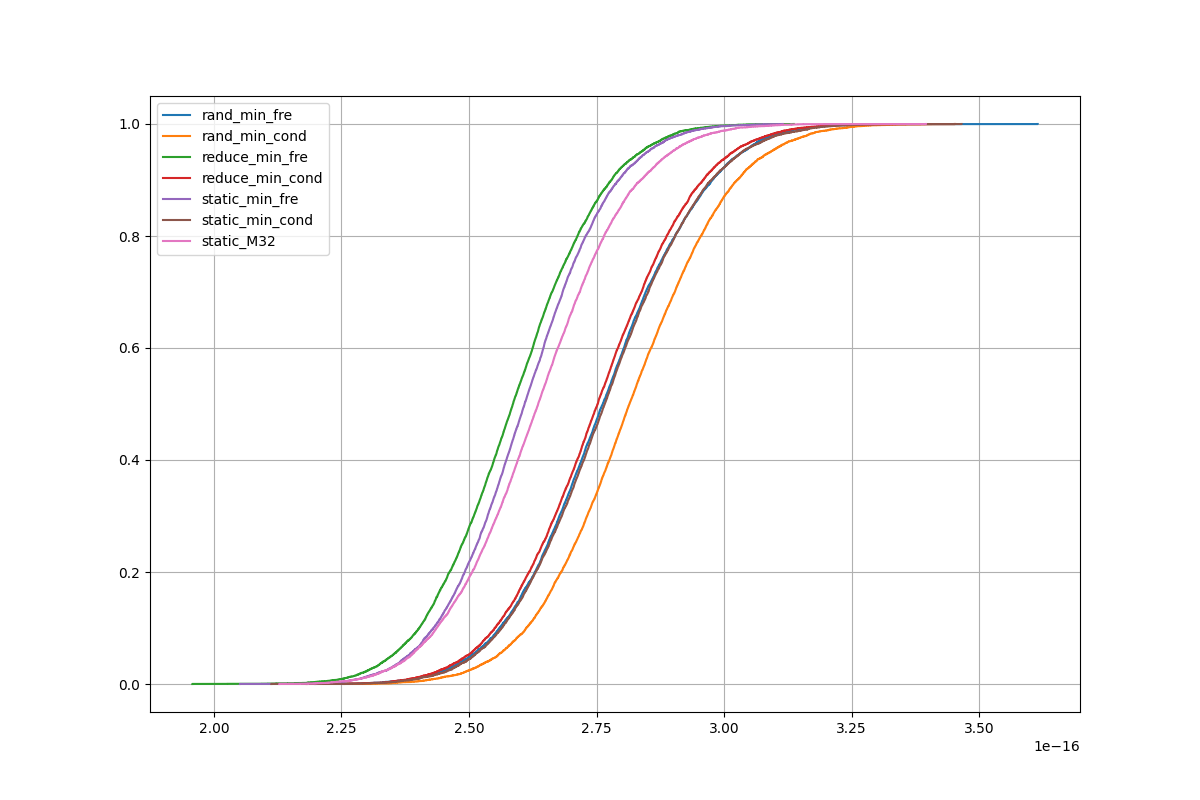 rand_min_fre
rand_min_cond
reduce_min_fre
reduce_min_cond
static_min_fre
static_min_cond
static_M32
1.0
0.8
0.6
0.4
0.2
0.0
2.00 2.25 2.50 2.75 3.00 3.25 3.50
1e−16